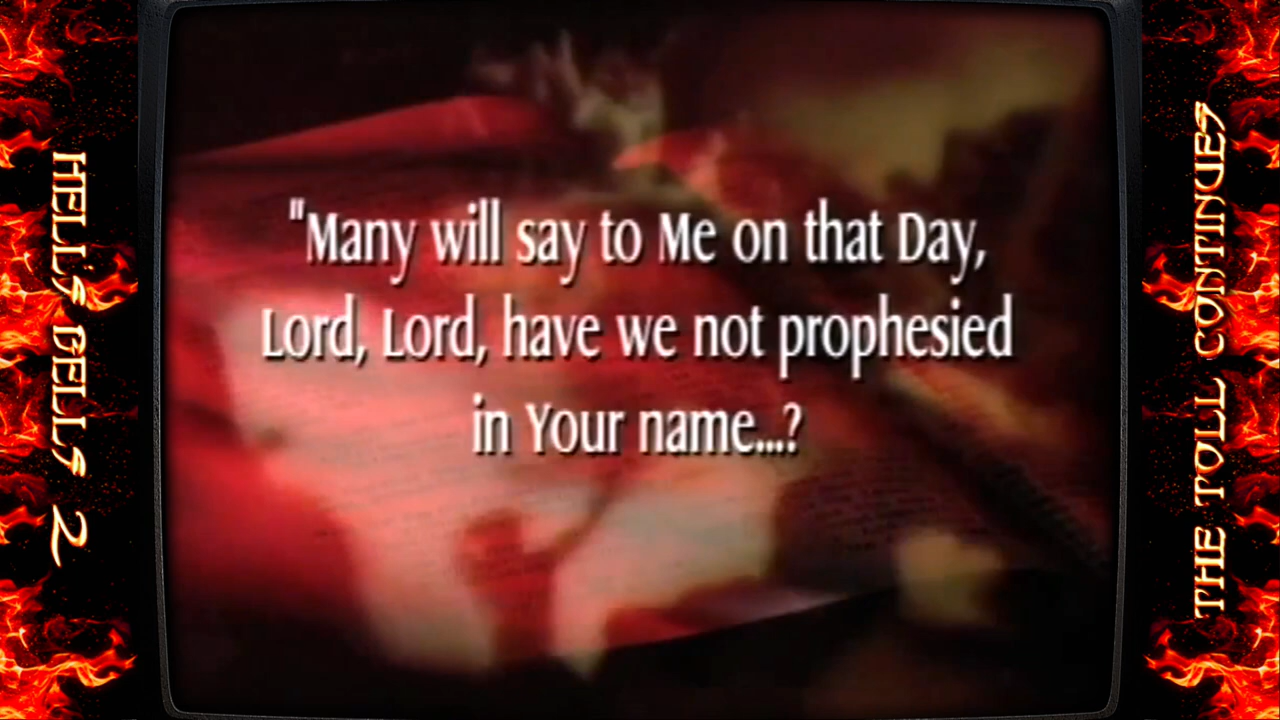 HELL'S BELLS 2
"Many will say to Me on that Day,
Lord, Lord, have we not prophesied
in Your name...?
THE TOLL CONTINUES